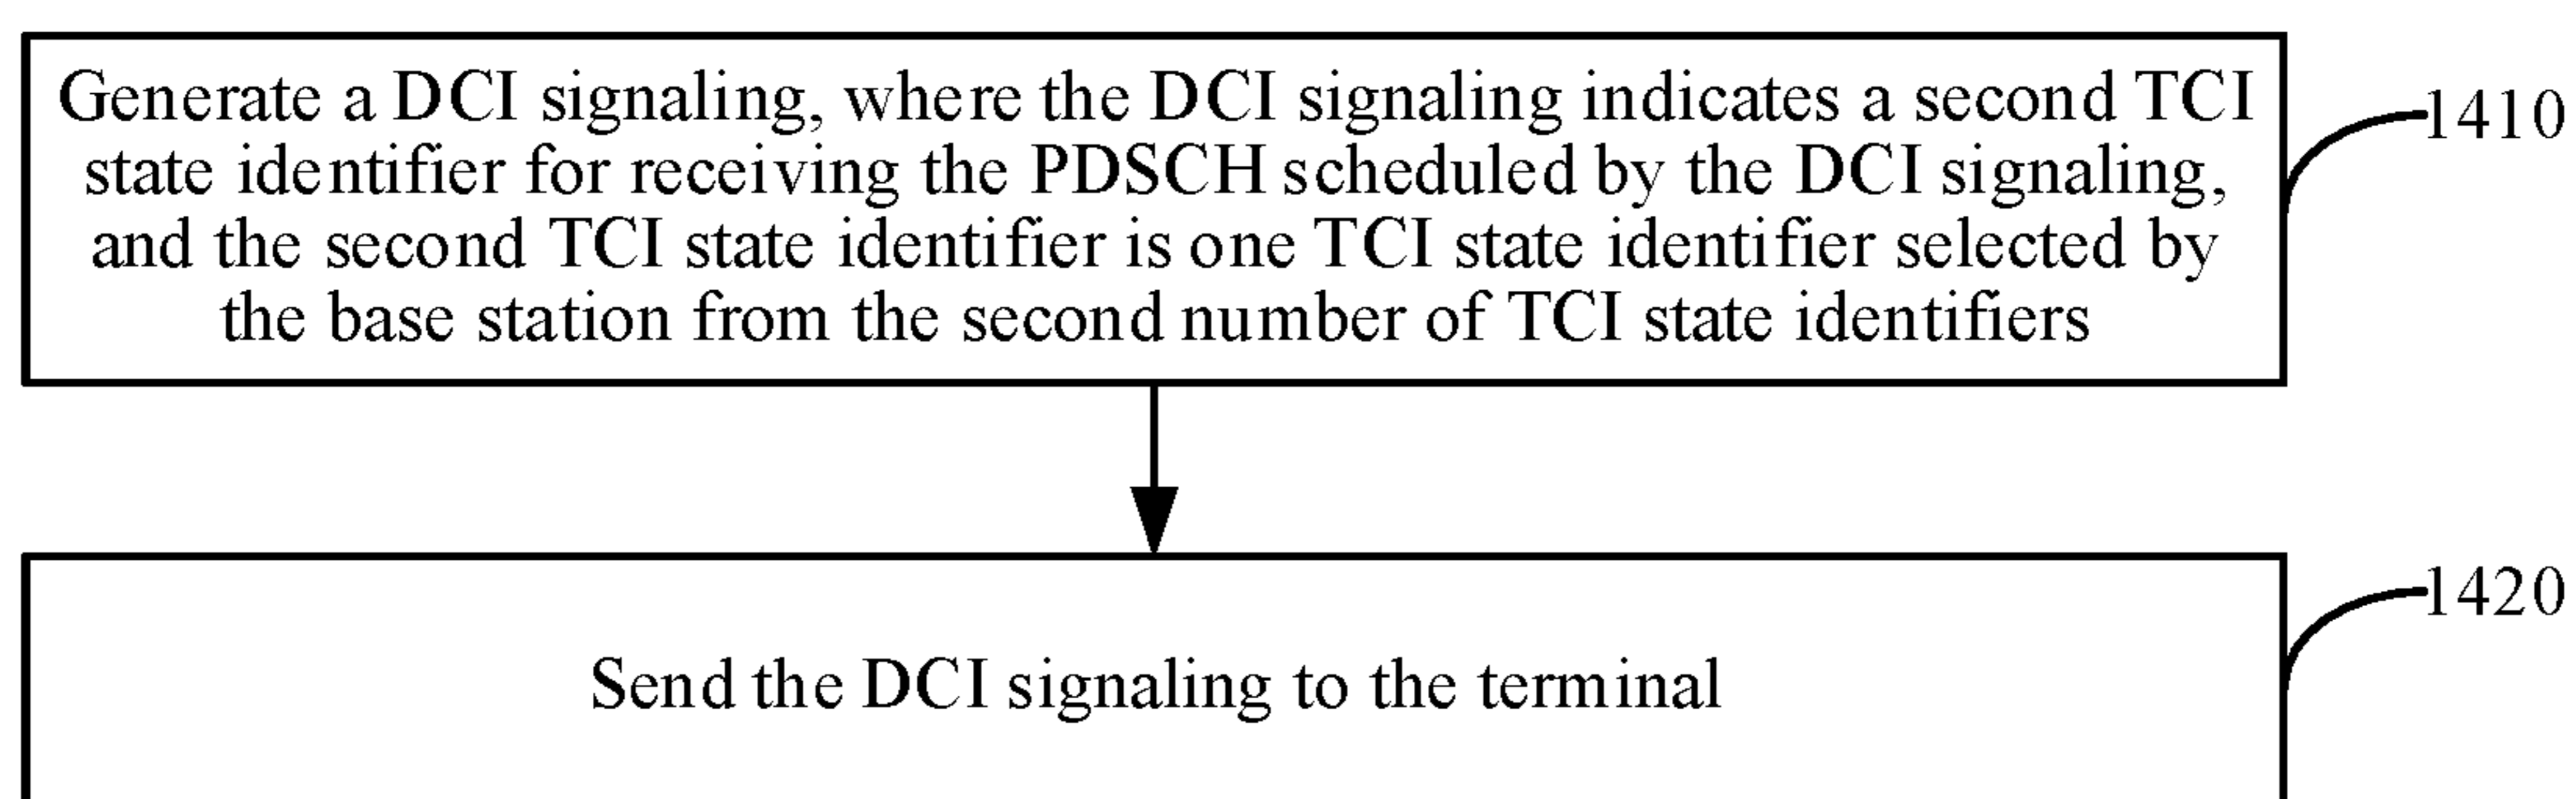 Generate a DCI signaling, where the DCI signaling indicates a second TCI
state identifier for receiving the PDSCH scheduled by the DCI signaling,
and the second TCI state identifier is one TCI state identifier selected by
the base station from the second number of TCI state identifiers
1410
Send the DCI signaling to the terminal
1420